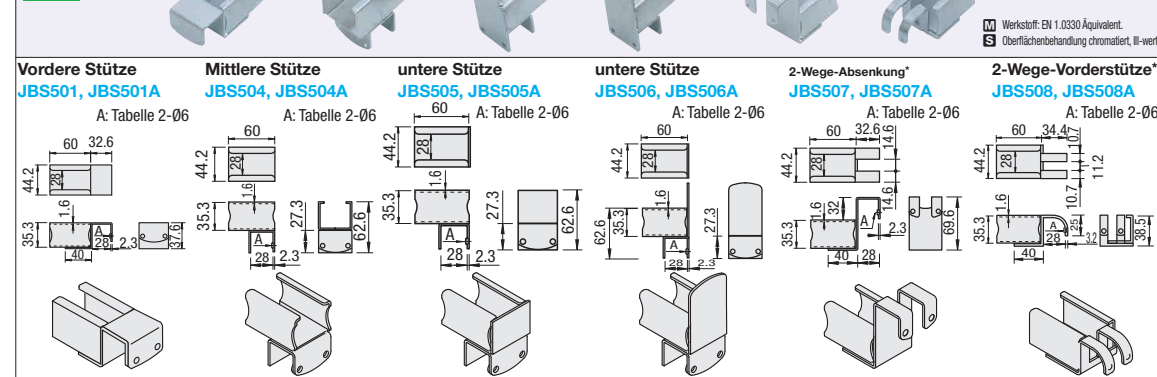 M Werkstoff: EN 1.0330 Äquivalent.
S Oberflächenbehandlung chromatiert, III-wert
Vordere Stütze
JBS501, JBS501A
A: Tabelle 2-Ø6
60 32.6
44.2
28
1.6
35.3
A
28
2.3
37.6
40
Mittlere Stütze
JBS504, JBS504A
A: Tabelle 2-Ø6
60
44.2
28
1.6
35.3
27.3
62.6
A
28 2.3
untere Stütze
JBS505, JBS505A
A: Tabelle 2-Ø6
60
44.2
28
1.6
35.3
27.3
62.6
A
28 2.3
untere Stütze
JBS506, JBS506A
A: Tabelle 2-Ø6
60
44.2
28
1.6
62.6
35.3
27.3
A
28 2.3
2-Wege-Absenkung*
JBS507, JBS507A
A: Tabelle 2-Ø6
60 32.6
14.6
44.2
28
14.6
1.6
32
35.3
A
2.3
69.6
40 28
2-Wege-Vorderstütze*
JBS508, JBS508A
A: Tabelle 2-Ø6
60 34.4
10.7
44.2
28
11.2
10.7
1.6
35.3
A
28
25.1
3.2
38.5
40